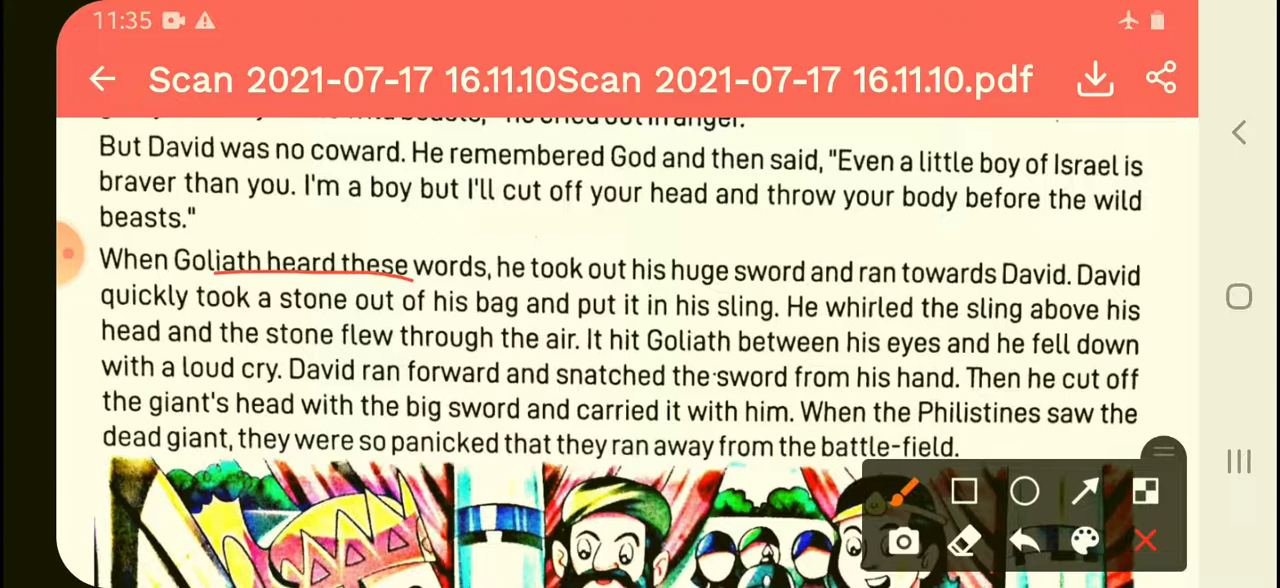 11:35
Scan 2021-07-17 16.11.10Scan 2021-07-17 16.11.10.pdf
he cried out in anger.
But David was no coward. He remembered God and then said, "Even a little boy of Israel is
braver than you. I'm a boy but I'll cut off your head and throw your body before the wild
beasts."
When Goliath heard these words, he took out his huge sword and ran towards David. David
quickly took a stone out of his bag and put it in his sling. He whirled the sling above his
head and the stone flew through the air. It hit Goliath between his eyes and he fell down
with a loud cry. David ran forward and snatched the sword from his hand. Then he cut off
the giant's head with the big sword and carried it with him. When the Philistines saw the
dead giant, they were so panicked that they ran away from the battle-field.